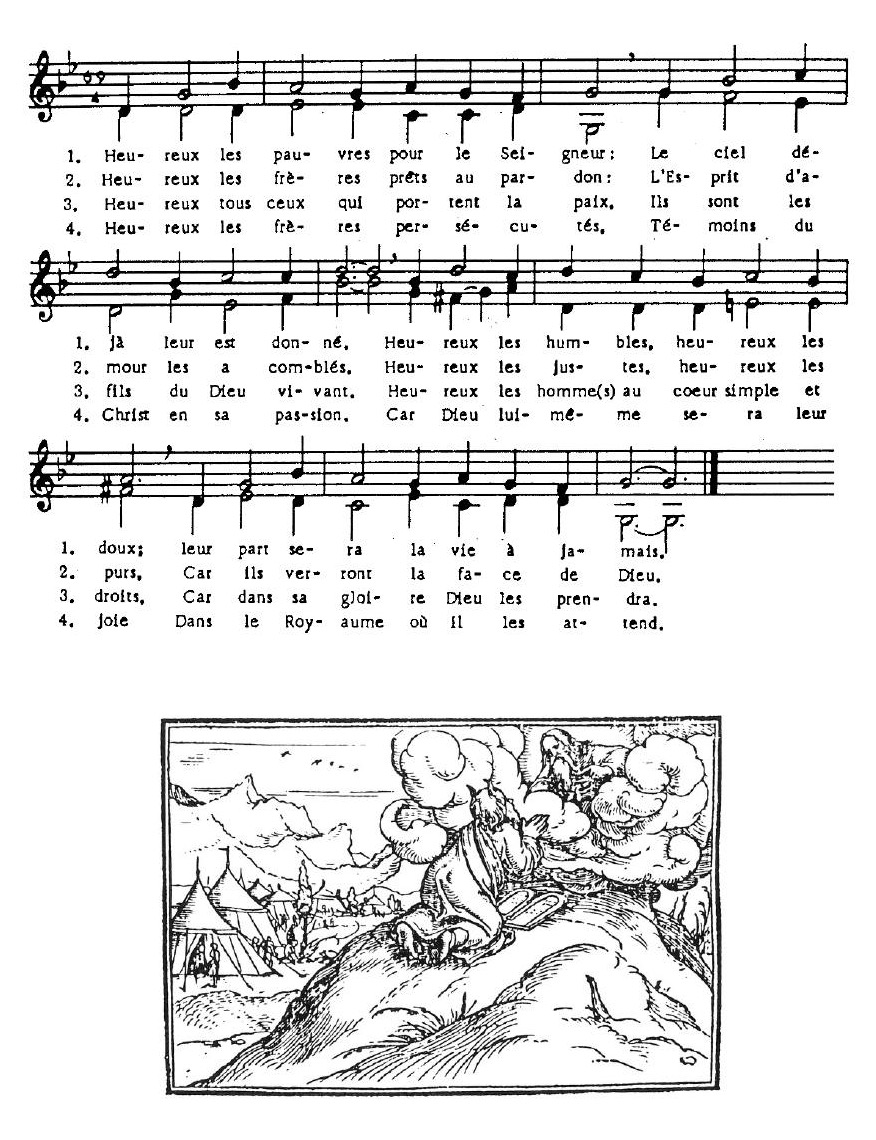 6 9
4
1. Heu- reux les pau- vres pour le Sei- gneur: Le ciel dé-
2. Heu- reux les frè- res prêts au par- don: L'Es- prit d'a-
3. Heu- reux tous ceux qui por- tent la paix, Ils sont les
4. Heu- reux les frè- res per- sé- cu- tés, Té- moins du
1. jà leur est don- né. Heu- reux les hum- bles, heu- reux les
2. mour les a com-blés. Heu- reux les jus- tes, heu- reux les
3. fils du Dieu vi- vant. Heu- reux les homme(s) au coeur simple et
4. Christ en sa pas-sion. Car Dieu lui- mê- me se- ra leur
1. doux; leur part se- ra la vie à ja- mais.
2. purs, Car ils ver- ront la fa- ce de Dieu.
3. droits, Car dans sa gloi- re Dieu les pren- dra.
4. joie Dans le Roy- aume où il les at- tend.